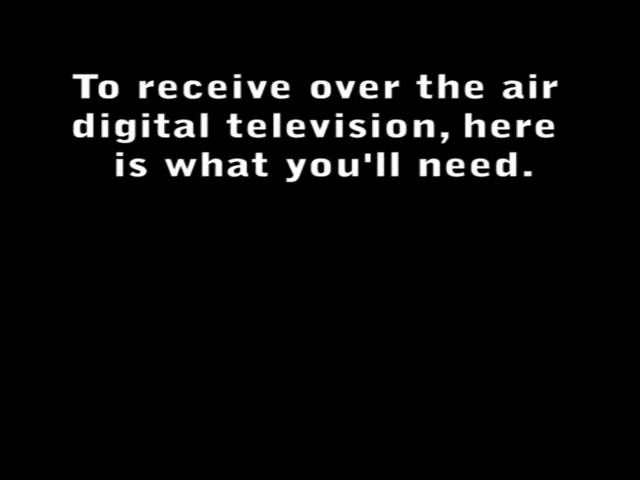 To receive over the air
digital television, here
is what you'll need.